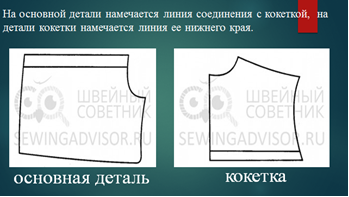 На основной детали намечается линия соединения с кокеткой, на
детали кокетки намечается линия ее нижнего края.
ШВЕЙНЫЙ
СОВЕТНИК
SEWINGADVISOR.RU
ШВЕЙНЫЙ
СОВЕТНИК
SEWINGADVISOR.RU
основная деталь
кокетка